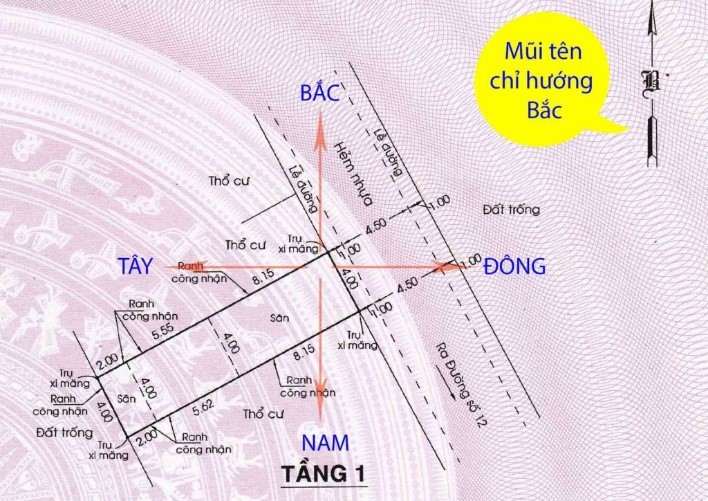 Mũi tên
chỉ hướng
Bắc
B
BẮC
Lề đường
Hẻm nhựa
Lề đường
Thổ cư
1.00
4.50
Đất trống
Thổ cư
Trụ
xi măng
1.00
TÂY
Ranh
công nhận
8.15
4.00
4.50
1.00
ĐÔNG
Ranh
công nhận
5.55
Sân
1.00
2.00
4.00
8.15
Trụ
xi măng
Ra Đường số 12
Trụ
xi măng
Ranh
công nhận
4.00
Sân
4.00
5.62
Thổ cư
Ranh
công nhận
Đất trống
2.00
Trụ
xi măng
Ranh
công nhận
NAM
TẦNG 1